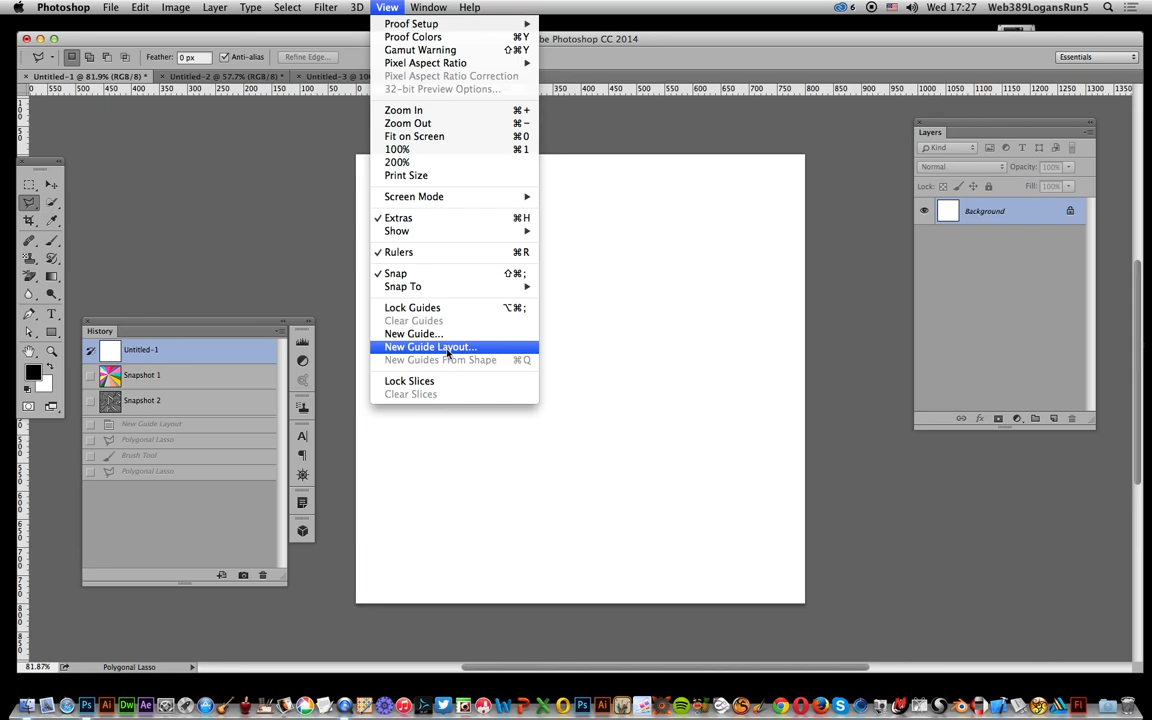 Photoshop File Edit Image Layer Type Select Filter 3D View Window Help 6 Wed 17:27 Web389LogansRun5
be Photoshop CC 2014
Feather: 0 px Anti-alias Refine Edge... Essentials
Untitled-1 @ 81.9% (RGB/8) * Untitled-2 @ 57.7% (RGB/8) * Untitled-3 @ 10
550 500 450 400 350 300 250 200 150 100 50 0 350 400 450 500 550 600 650 700 750 800 850 900 950 1000 1050 1100 1150 1200 1250 1300 1350
Proof Setup
Proof Colors ⌘Y
Gamut Warning ⇧⌘Y
Pixel Aspect Ratio
Pixel Aspect Ratio Correction
32-bit Preview Options...
Zoom In ⌘+
Zoom Out ⌘−
Fit on Screen ⌘0
100% ⌘1
200%
Print Size
Screen Mode
✓ Extras ⌘H
Show
✓ Rulers ⌘R
✓ Snap ⇧⌘;
Snap To
Lock Guides ⌥⌘;
Clear Guides
New Guide...
New Guide Layout...
New Guides From Shape ⌘Q
Lock Slices
Clear Slices
Layers
Kind
Normal Opacity: 100%
Lock: Fill: 100%
Background
History
Untitled-1
Snapshot 1
Snapshot 2
New Guide Layout
Polygonal Lasso
Brush Tool
Polygonal Lasso
81.87% Polygonal Lasso